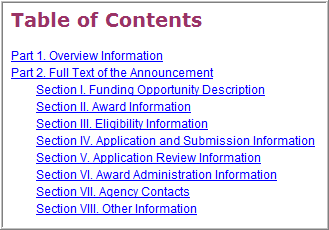 Table of Contents
Part 1. Overview Information
Part 2. Full Text of the Announcement
Section I. Funding Opportunity Description
Section II. Award Information
Section III. Eligibility Information
Section IV. Application and Submission Information
Section V. Application Review Information
Section VI. Award Administration Information
Section VII. Agency Contacts
Section VIII. Other Information